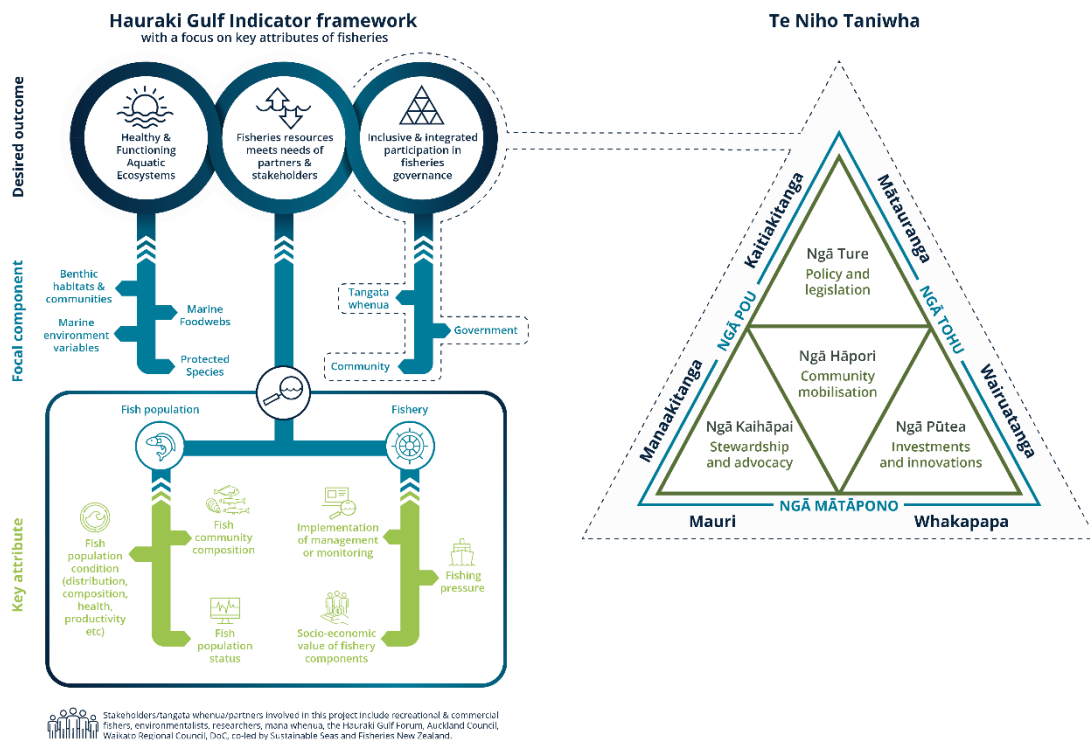 Hauraki Gulf Indicator framework
with a focus on key attributes of fisheries
Desired outcome
Healthy &
Functioning
Aquatic
Ecosystems
Fisheries resources
meets needs of
partners &
stakeholders
Inclusive & integrated
participation in
fisheries
governance
Focal component
Benthic
habitats &
communities
Marine
Foodwebs
Marine
environment
variables
Protected
Species
Tangata
whenua
Government
Community
Fish population
Fishery
Key attribute
Fish
population
condition
(distribution,
composition,
health,
productivity
etc)
Fish
community
composition
Fish
population
status
Implementation
of management
or monitoring
Fishing
pressure
Socio-economic
value of fishery
components
Stakeholders/tangata whenua/partners involved in this project include recreational & commercial
fishers, environmentalists, researchers, mana whenua, the Hauraki Gulf Forum, Auckland Council,
Waikato Regional Council, DoC, co-led by Sustainable Seas and Fisheries New Zealand.
Te Niho Taniwha
Kaitiakitanga
Mātauranga
NGĀ POU
NGĀ TOHU
Manaakitanga
Wairuatanga
Ngā Ture
Policy and
legislation
Ngā Hāpori
Community
mobilisation
Ngā Kaihāpai
Stewardship
and advocacy
Ngā Pūtea
Investments
and innovations
NGĀ MĀTĀPONO
Mauri
Whakapapa